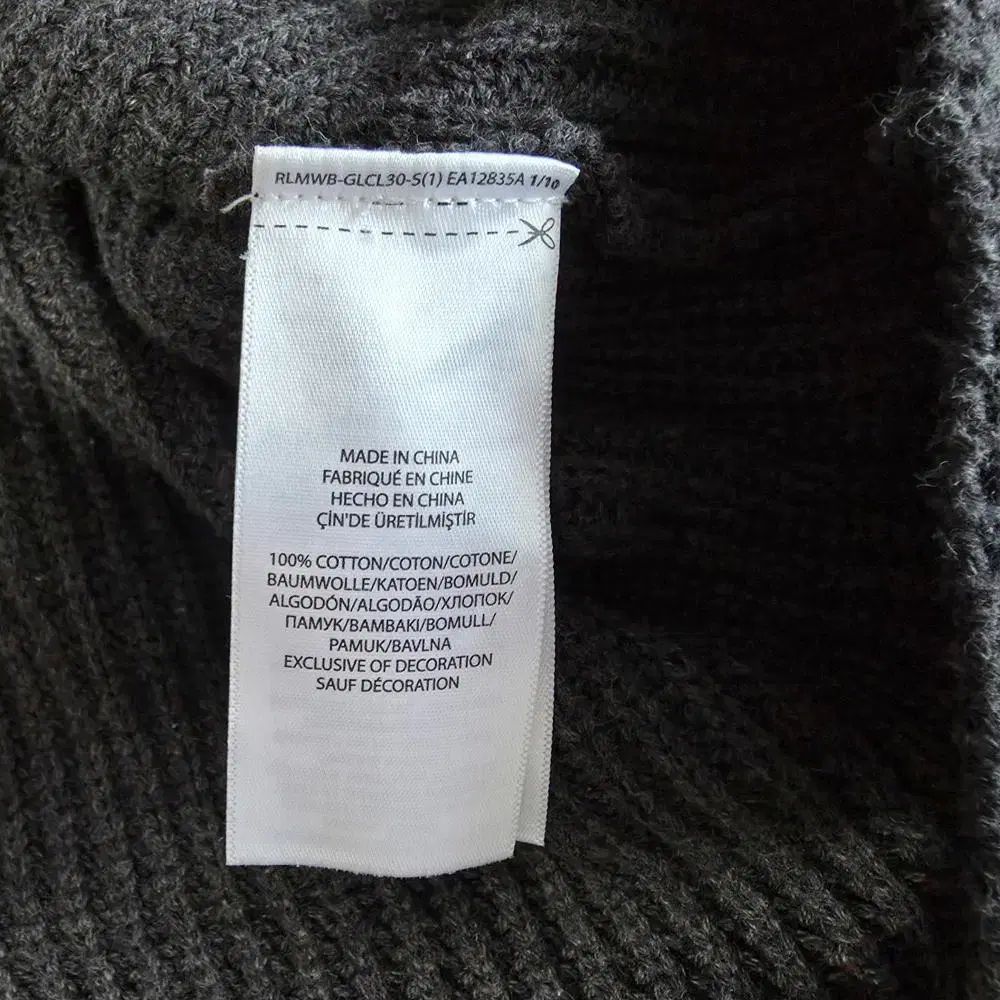 RLMWB-GLCL30-S(1) EA12835A 1/10
MADE IN CHINA
FABRIQUÉ EN CHINE
HECHO EN CHINA
ÇİN'DE ÜRETİLMİŞTİR
100% COTTON/COTON/COTONE/
BAUMWOLLE/KATOEN/BOMULD/
ALGODÓN/ALGODÃO/ХЛОПОК/
ПАМУК/ΒΑΜΒΑΚΙ/BOMULL/
PAMUK/BAVLNA
EXCLUSIVE OF DECORATION
SAUF DÉCORATION